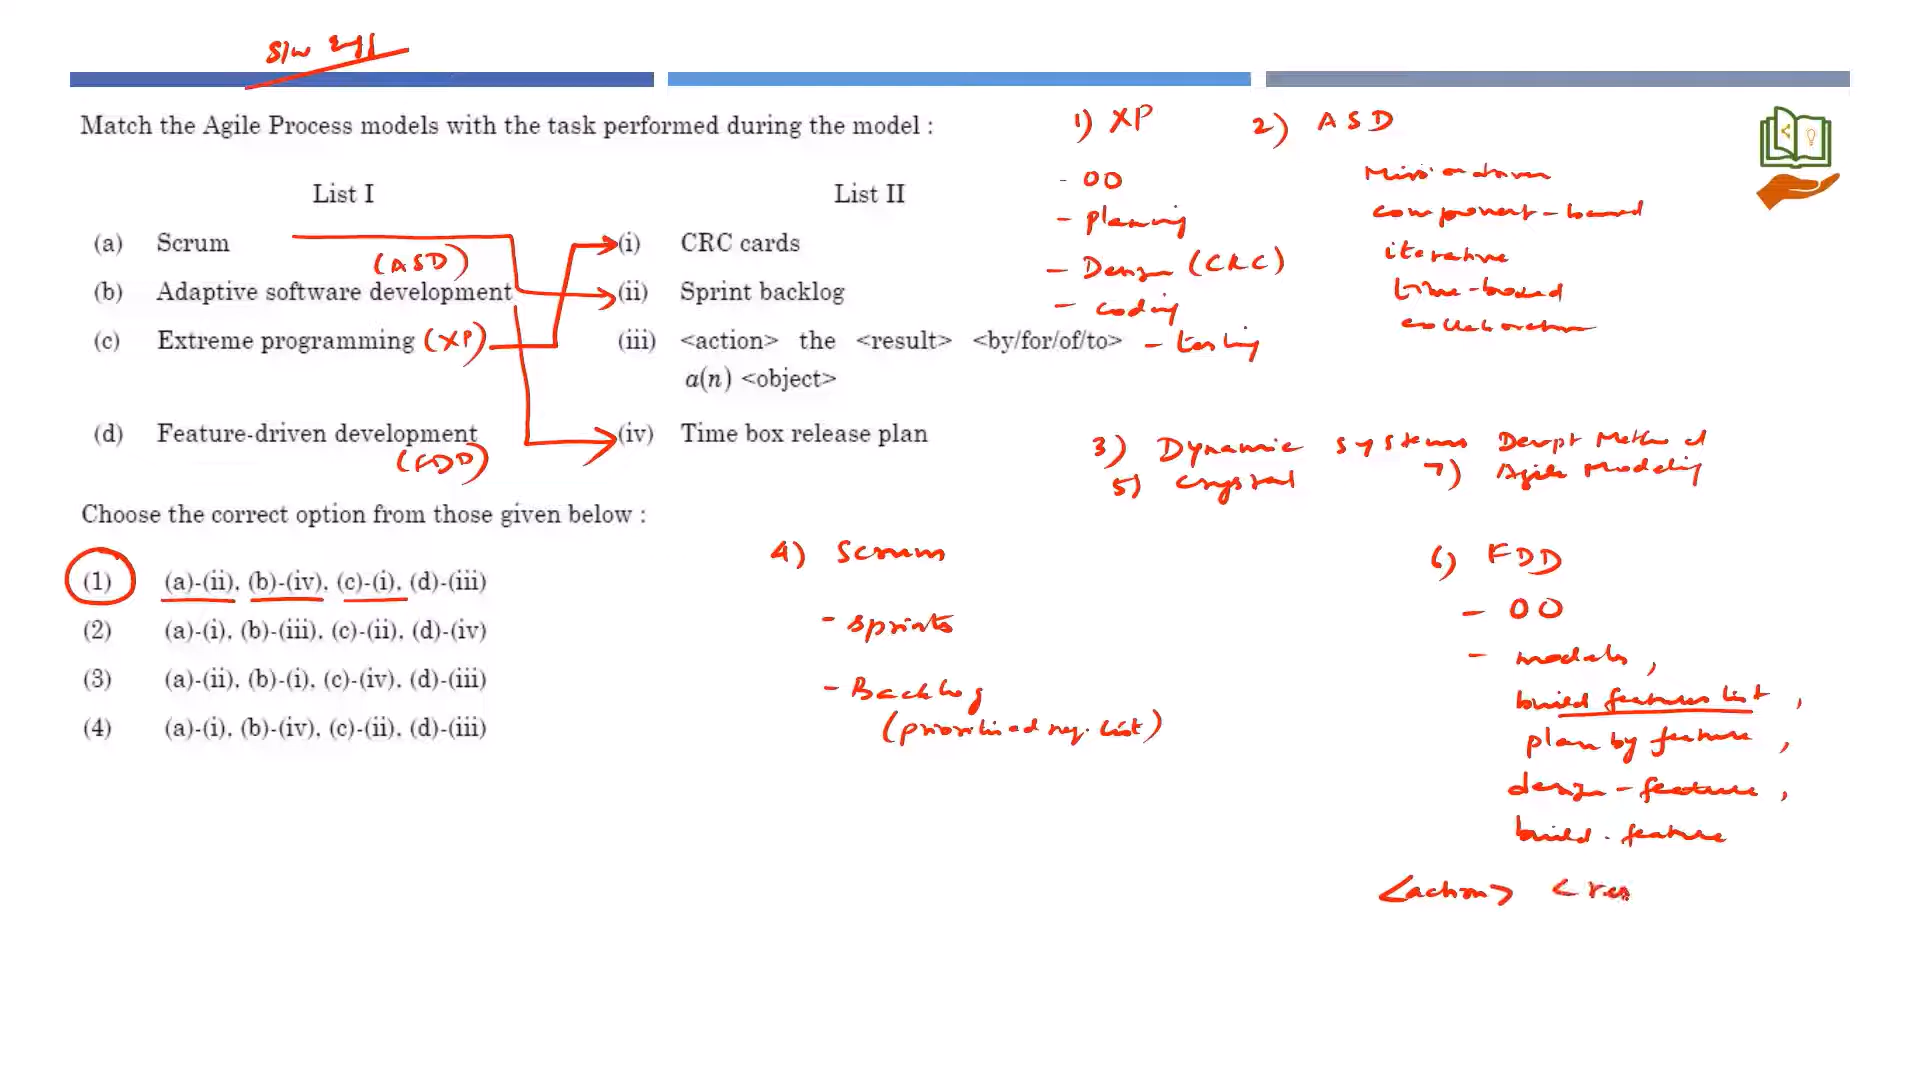 S/w Engg
Match the Agile Process models with the task performed during the model :
List I
List II
(a) Scrum
(i) CRC cards
(ASD)
(b) Adaptive software development
(ii) Sprint backlog
(c) Extreme programming (XP)
(iii) <action> the <result> <by/for/of/to>
a(n) <object>
(d) Feature-driven development
(FDD)
(iv) Time box release plan
Choose the correct option from those given below :
(1) (a)-(ii), (b)-(iv), (c)-(i), (d)-(iii)
(2) (a)-(i), (b)-(iii), (c)-(ii), (d)-(iv)
(3) (a)-(ii), (b)-(i), (c)-(iv), (d)-(iii)
(4) (a)-(i), (b)-(iv), (c)-(ii), (d)-(iii)
1) XP
- OO
- planning
- Design (CRC)
- coding
- testing
2) ASD
Mission driven
component-based
iterative
time-boxed
collaboration
3) Dynamic Systems Devpt Method
5) Crystal
7) Agile Modeling
4) Scrum
- sprints
- Backlog
(prioritized req. list)
6) FDD
- OO
- models,
build features list,
plan by feature,
design - feature,
build - feature
<action> <res